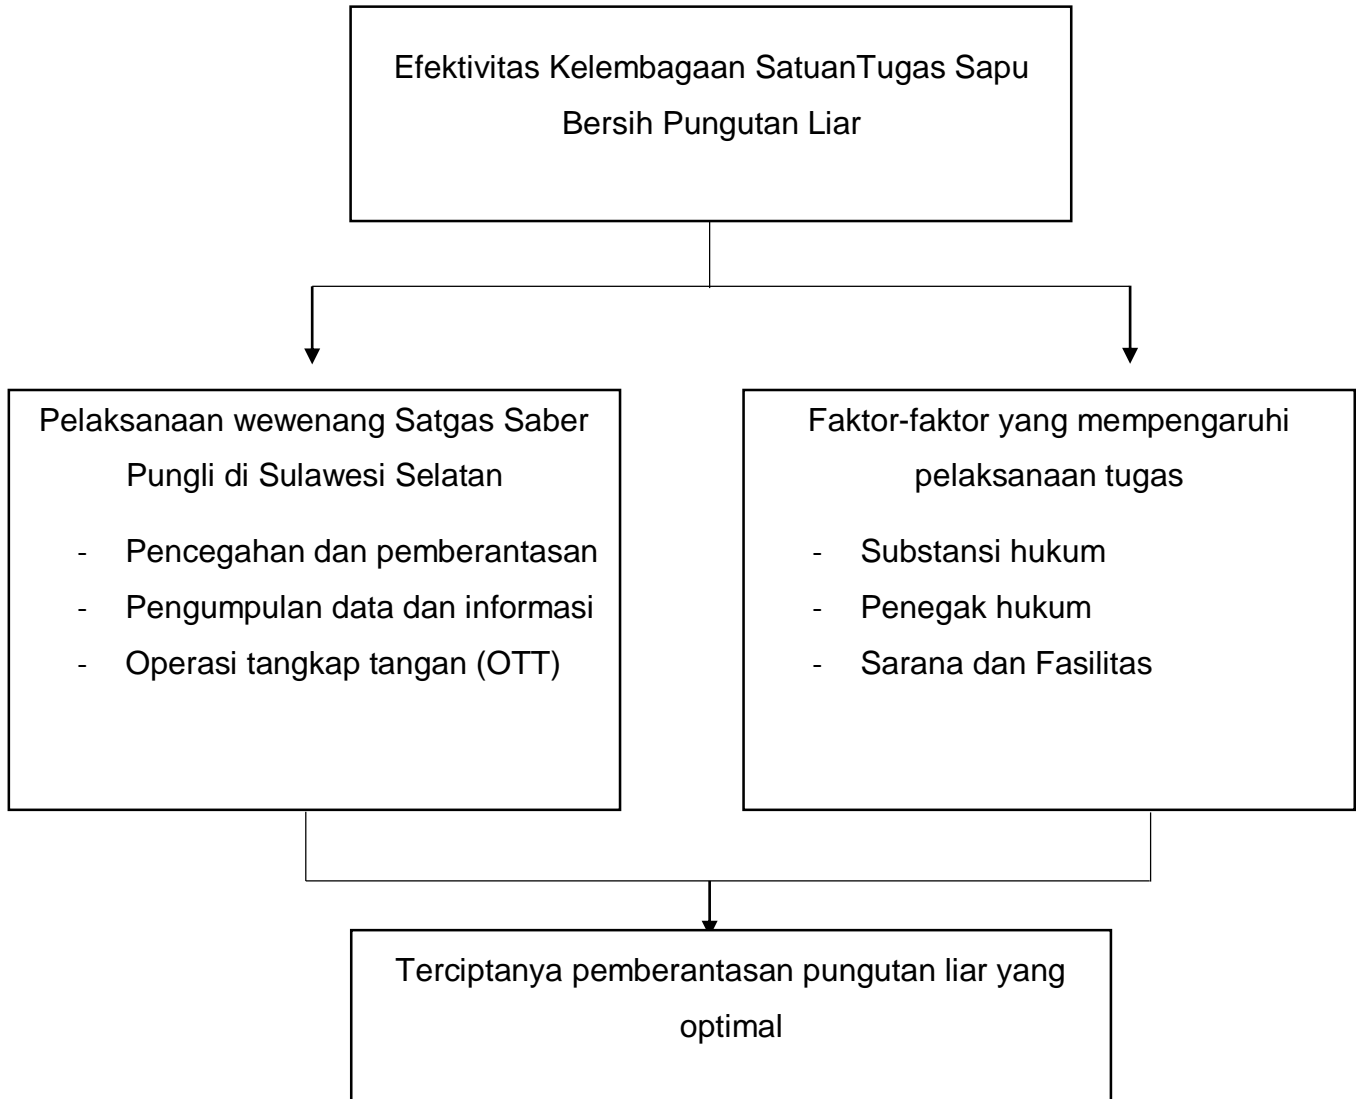 Efektivitas Kelembagaan SatuanTugas Sapu
Bersih Pungutan Liar
Pelaksanaan wewenang Satgas Saber
Pungli di Sulawesi Selatan
- Pencegahan dan pemberantasan
- Pengumpulan data dan informasi
- Operasi tangkap tangan (OTT)
Faktor-faktor yang mempengaruhi
pelaksanaan tugas
- Substansi hukum
- Penegak hukum
- Sarana dan Fasilitas
Terciptanya pemberantasan pungutan liar yang
optimal